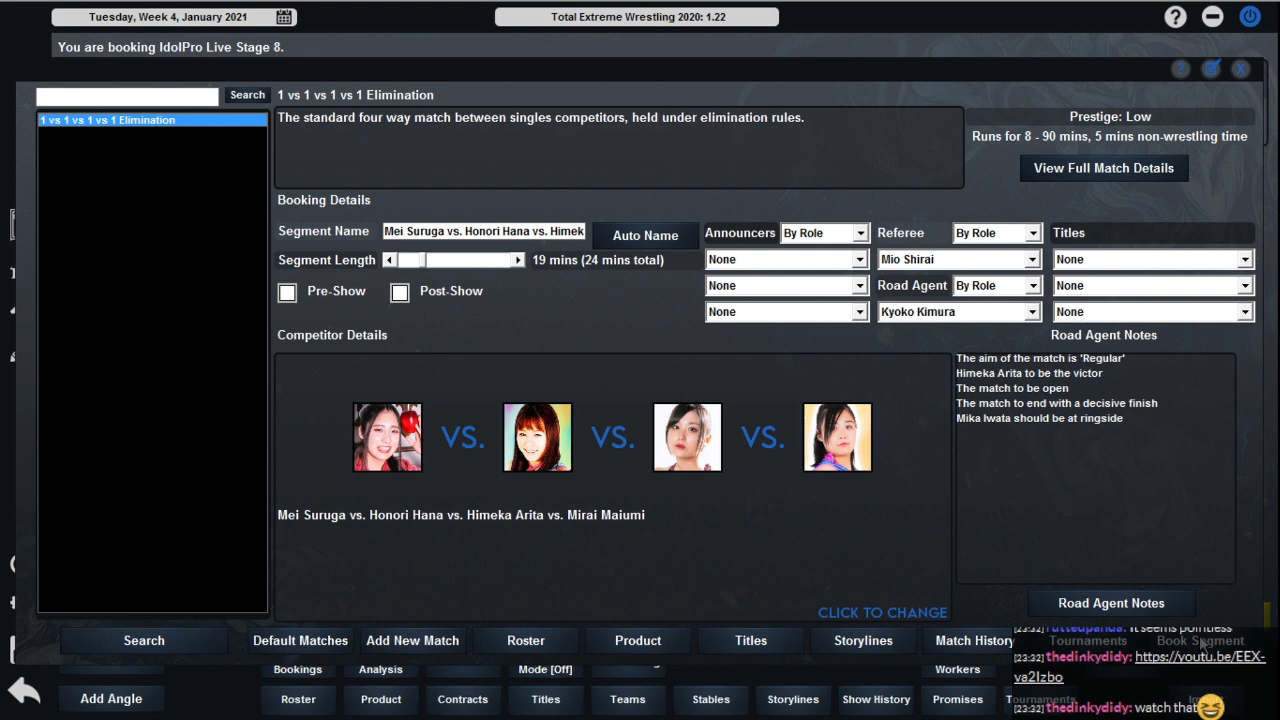 Tuesday, Week 4, January 2021
Total Extreme Wrestling 2020: 1.22
You are booking IdolPro Live Stage 8.
Search
1 vs 1 vs 1 vs 1 Elimination
1 vs 1 vs 1 vs 1 Elimination
The standard four way match between singles competitors, held under elimination rules.
Prestige: Low
Runs for 8 - 90 mins, 5 mins non-wrestling time
View Full Match Details
Booking Details
Segment Name
Mei Suruga vs. Honori Hana vs. Himek
Auto Name
Announcers
By Role
Referee
By Role
Titles
Segment Length
19 mins (24 mins total)
None
Mio Shirai
None
Pre-Show
Post-Show
None
Road Agent
By Role
None
None
Kyoko Kimura
None
Competitor Details
Road Agent Notes
The aim of the match is 'Regular'
Himeka Arita to be the victor
The match to be open
The match to end with a decisive finish
Mika Iwata should be at ringside
VS.
VS.
VS.
Mei Suruga vs. Honori Hana vs. Himeka Arita vs. Mirai Maiumi
CLICK TO CHANGE
Road Agent Notes
Search
Default Matches
Add New Match
Roster
Product
Titles
Storylines
Match History
Tournaments
Book Segment
Bookings
Analysis
Mode [Off]
Workers
Add Angle
Roster
Product
Contracts
Titles
Teams
Stables
Storylines
Show History
Promises
Tournaments
[23:32] It seems pointless
[23:32] thedinkydidy: https://youtu.be/EEX-
va2Izbo
[23:32] thedinkydidy: watch that